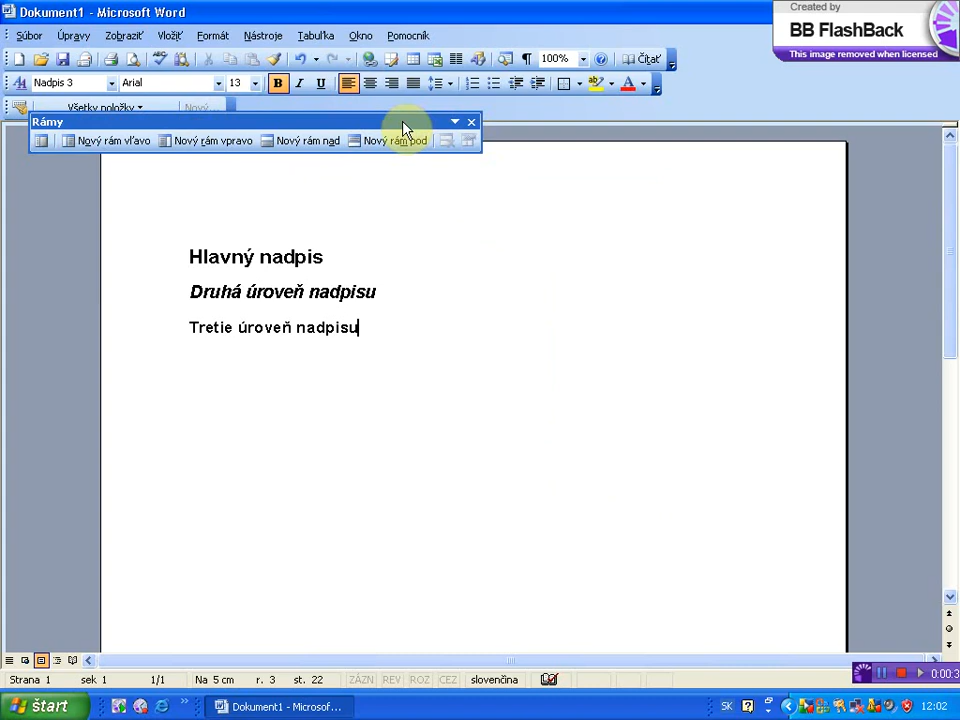 Dokument1 - Microsoft Word
Created by
BB FlashBack
This image removed when licensed
Súbor Úpravy Zobraziť Vložiť Formát Nástroje Tabuľka Okno Pomocník
100% Čítať
Nadpis 3 Arial 13 B I U
Všetky položky Nový...
Rámy
Nový rám vľavo Nový rám vpravo Nový rám nad Nový rám pod
Hlavný nadpis
Druhá úroveň nadpisu
Tretie úroveň nadpisu
Strana 1 sek 1 1/1 Na 5 cm r. 3 st. 22 ZÁZN REV ROZ CEZ slovenčina
0:00:3
štart Dokument1 - Microsof... SK 12:02